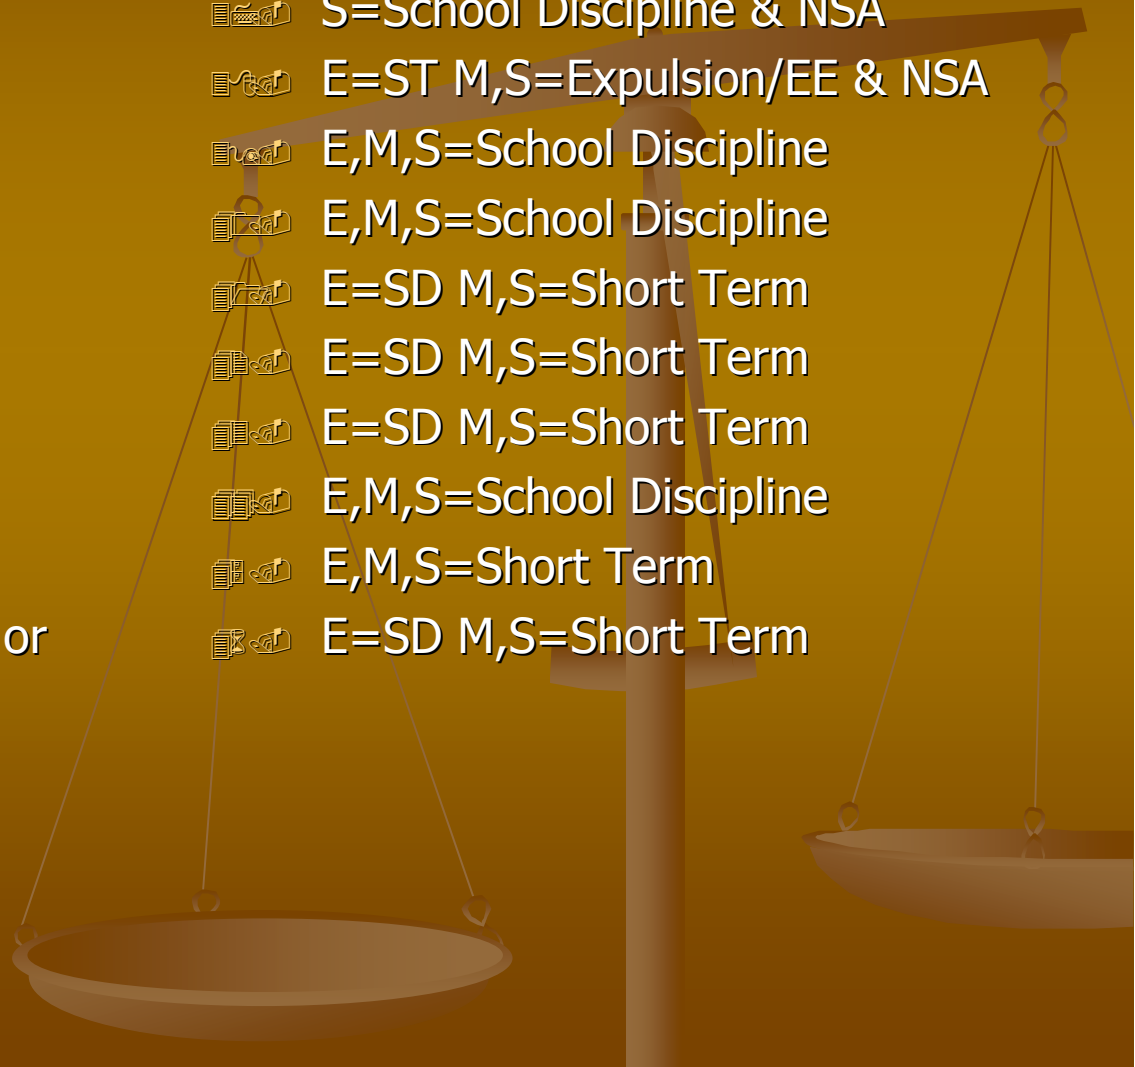 S=School Discipline & NSA
E=ST M,S=Expulsion/EE & NSA
E,M,S=School Discipline
E,M,S=School Discipline
E=SD M,S=Short Term
E=SD M,S=Short Term
E=SD M,S=Short Term
E,M,S=School Discipline
E,M,S=Short Term
or E=SD M,S=Short Term